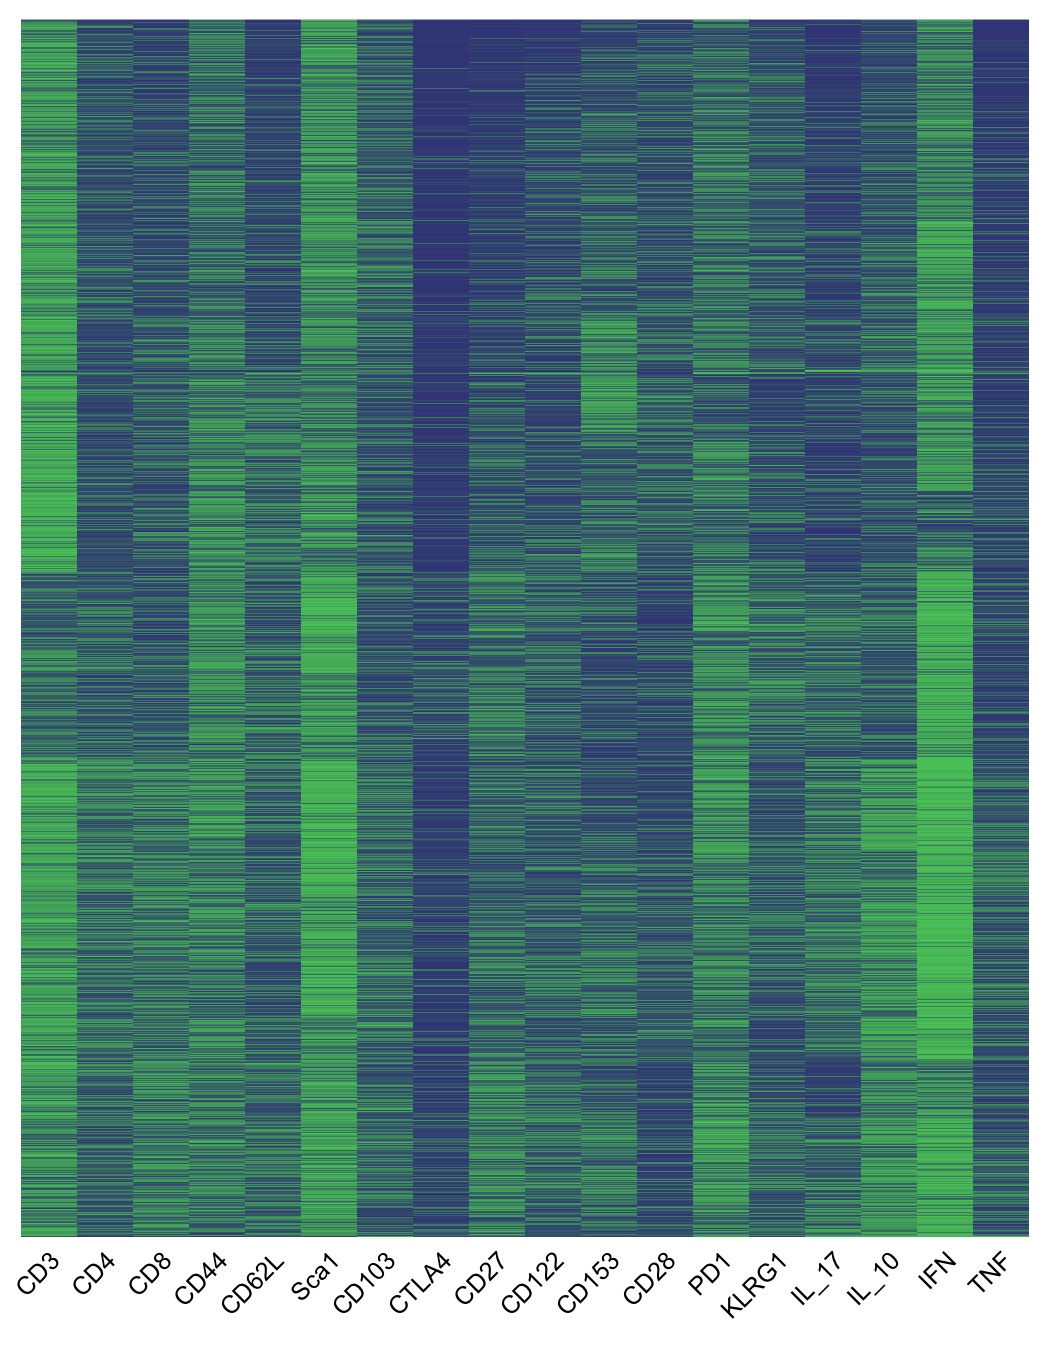 CD3
CD4
CD8
CD44
CD62L
Sca1
CD103
CTLA4
CD27
CD122
CD153
CD28
PD1
KLRG1
IL_17
IL_10
IFN
TNF